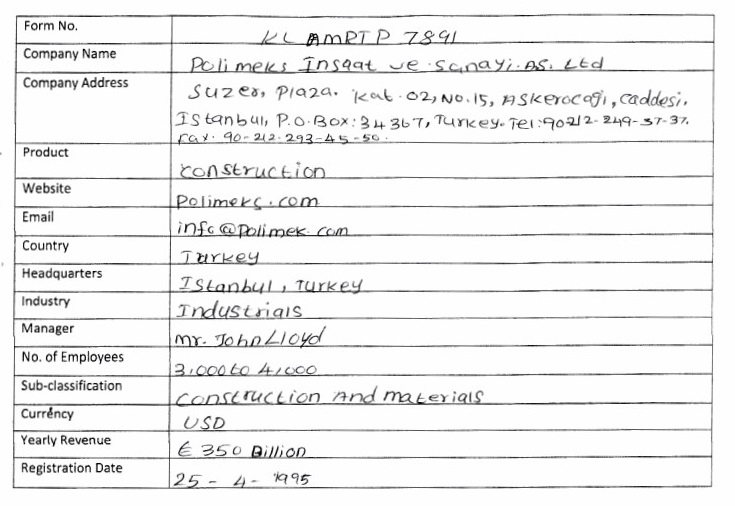 Form No. KL AMRTP 7891
Company Name Polimeks Insaat ve sanayi. AS. Ltd
Company Address Suzer, Plaza. Kat. 02, No. 15, Askerocagi, caddesi.
Istanbul, P.O. Box: 34367, Turkey. Tel: 90212-249-37-37.
Fax. 90-212-293-45-50.
Product construction
Website Polimeks.com
Email info@polimek.com
Country Turkey
Headquarters Istanbul, Turkey
Industry Industrials
Manager mr. John Lloyd
No. of Employees 3,000 to 4,000
Sub-classification construction And materials
Currency USD
Yearly Revenue € 350 Billion
Registration Date 25 - 4 - 1995